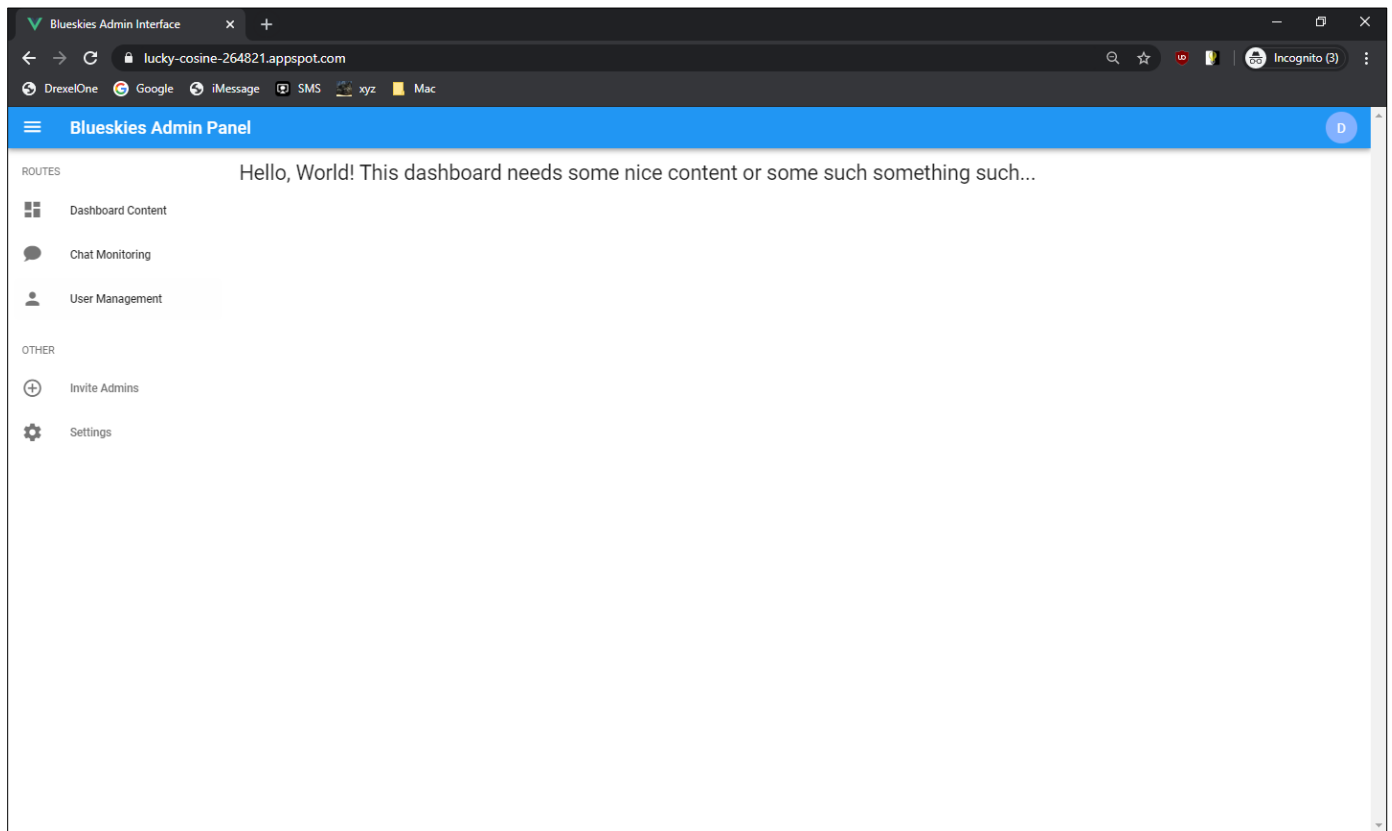 Blueskies Admin Interface
lucky-cosine-264821.appspot.com
Incognito (3)
DrexelOne Google iMessage SMS xyz Mac
Blueskies Admin Panel
D
ROUTES
Hello, World! This dashboard needs some nice content or some such something such...
Dashboard Content
Chat Monitoring
User Management
OTHER
Invite Admins
Settings